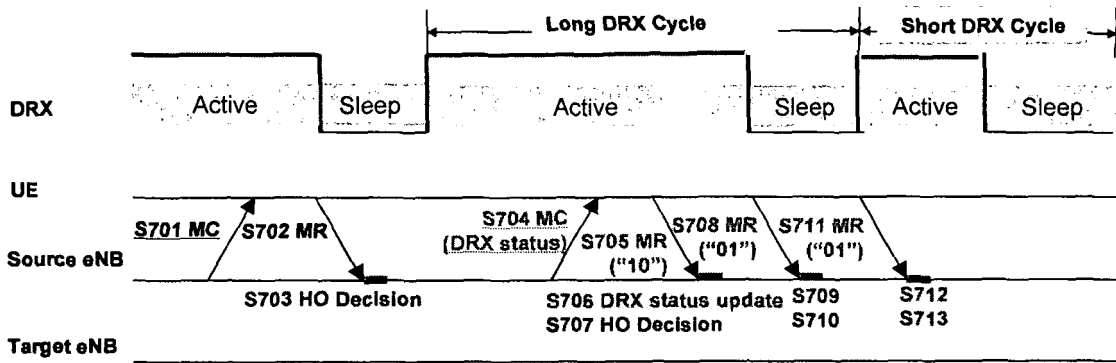 Long DRX Cycle
Short DRX Cycle
DRX
Active
Sleep
Active
Sleep
Active
Sleep
UE
S701 MC
S702 MR
S704 MC
(DRX status)
S705 MR
("10")
S708 MR
("01")
S711 MR
("01")
Source eNB
S703 HO Decision
S706 DRX status update
S707 HO Decision
S709
S710
S712
S713
Target eNB